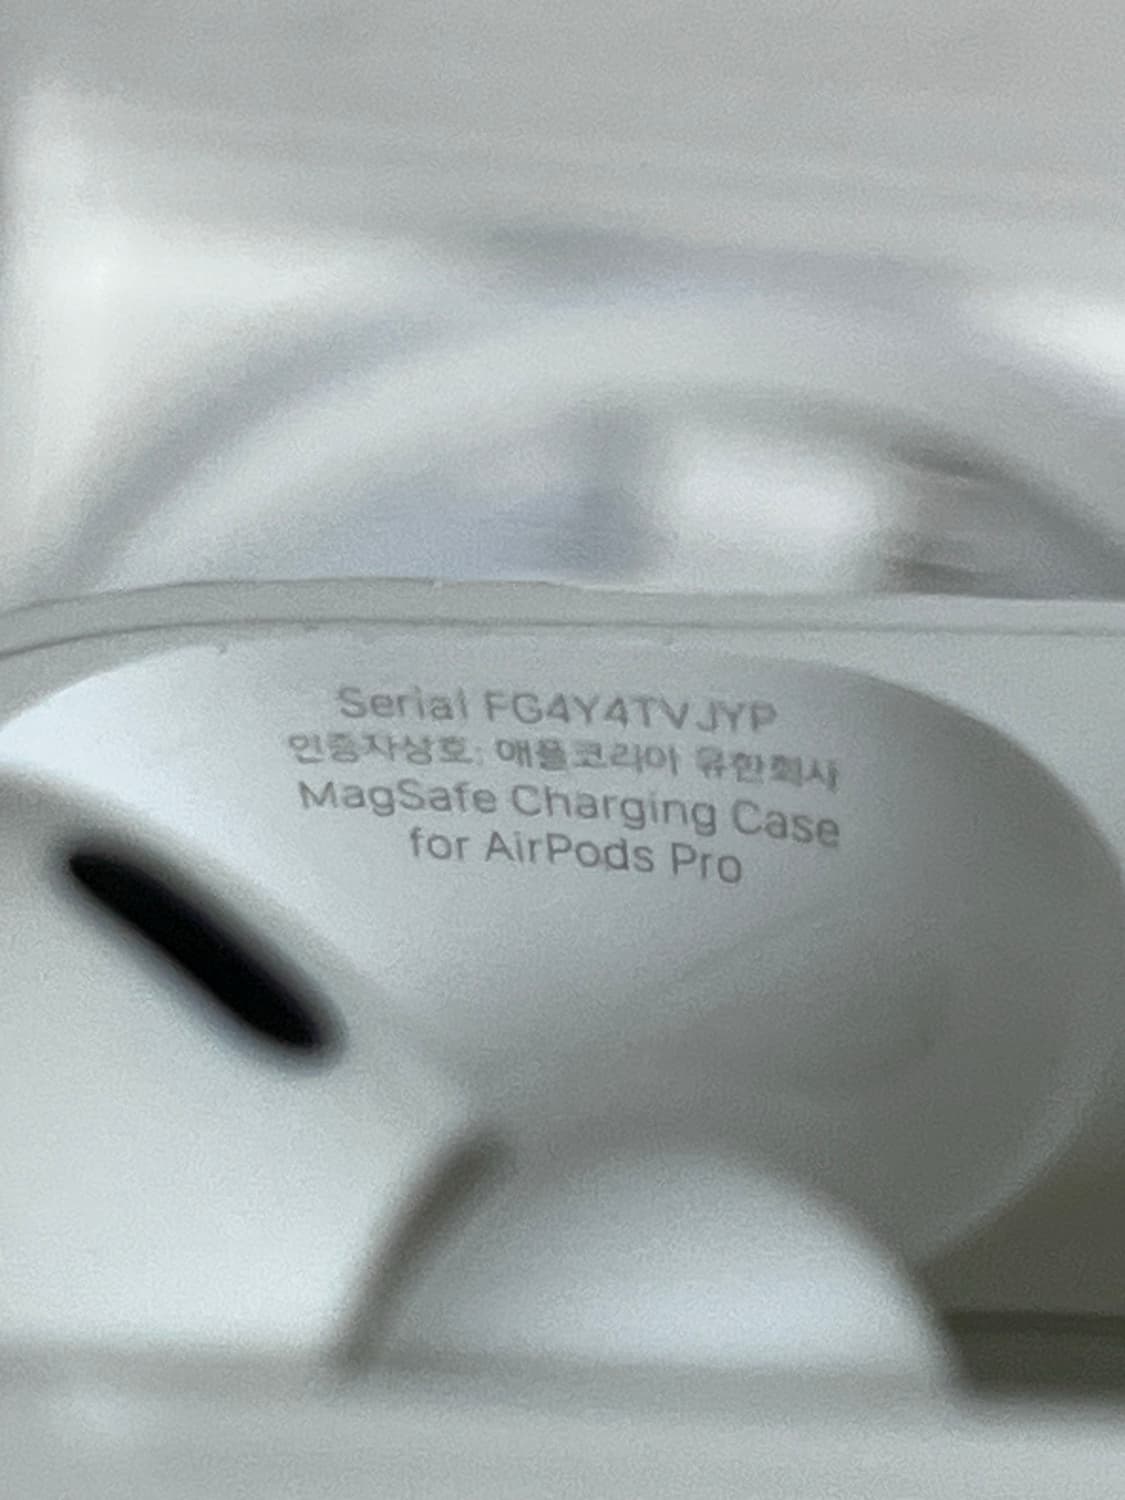 Serial FG4Y4TVJYP
인증자상호: 애플코리아 유한회사
MagSafe Charging Case
for AirPods Pro